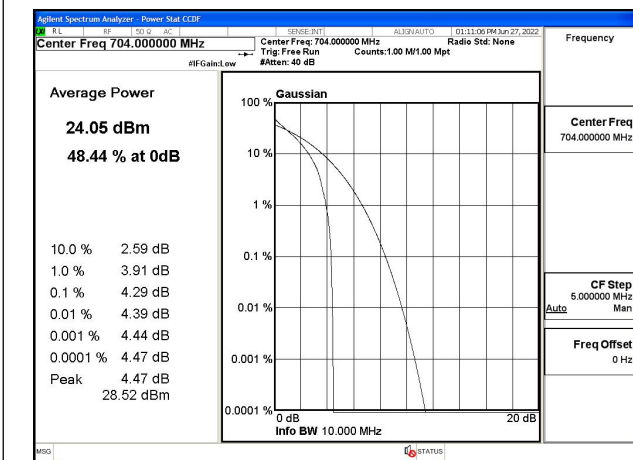 Agilent Spectrum Analyzer - Power Stat CCDF
RL RF 50 Ω AC SENSE:INT ALIGN AUTO 01:11:06 PM Jun 27, 2022
Center Freq 704.000000 MHz
Center Freq: 704.000000 MHz Radio Std: None
Trig: Free Run Counts:1.00 M/1.00 Mpt
#IFGain:Low #Atten: 40 dB
Frequency
Average Power
24.05 dBm
48.44 % at 0dB
10.0 % 2.59 dB
1.0 % 3.91 dB
0.1 % 4.29 dB
0.01 % 4.39 dB
0.001 % 4.44 dB
0.0001 % 4.47 dB
Peak 4.47 dB
28.52 dBm
Gaussian
100 %
10 %
1 %
0.1 %
0.01 %
0.001 %
0.0001 %
0 dB 20 dB
Info BW 10.000 MHz
Center Freq
704.000000 MHz
CF Step
5.000000 MHz
Auto Man
Freq Offset
0 Hz
MSG STATUS